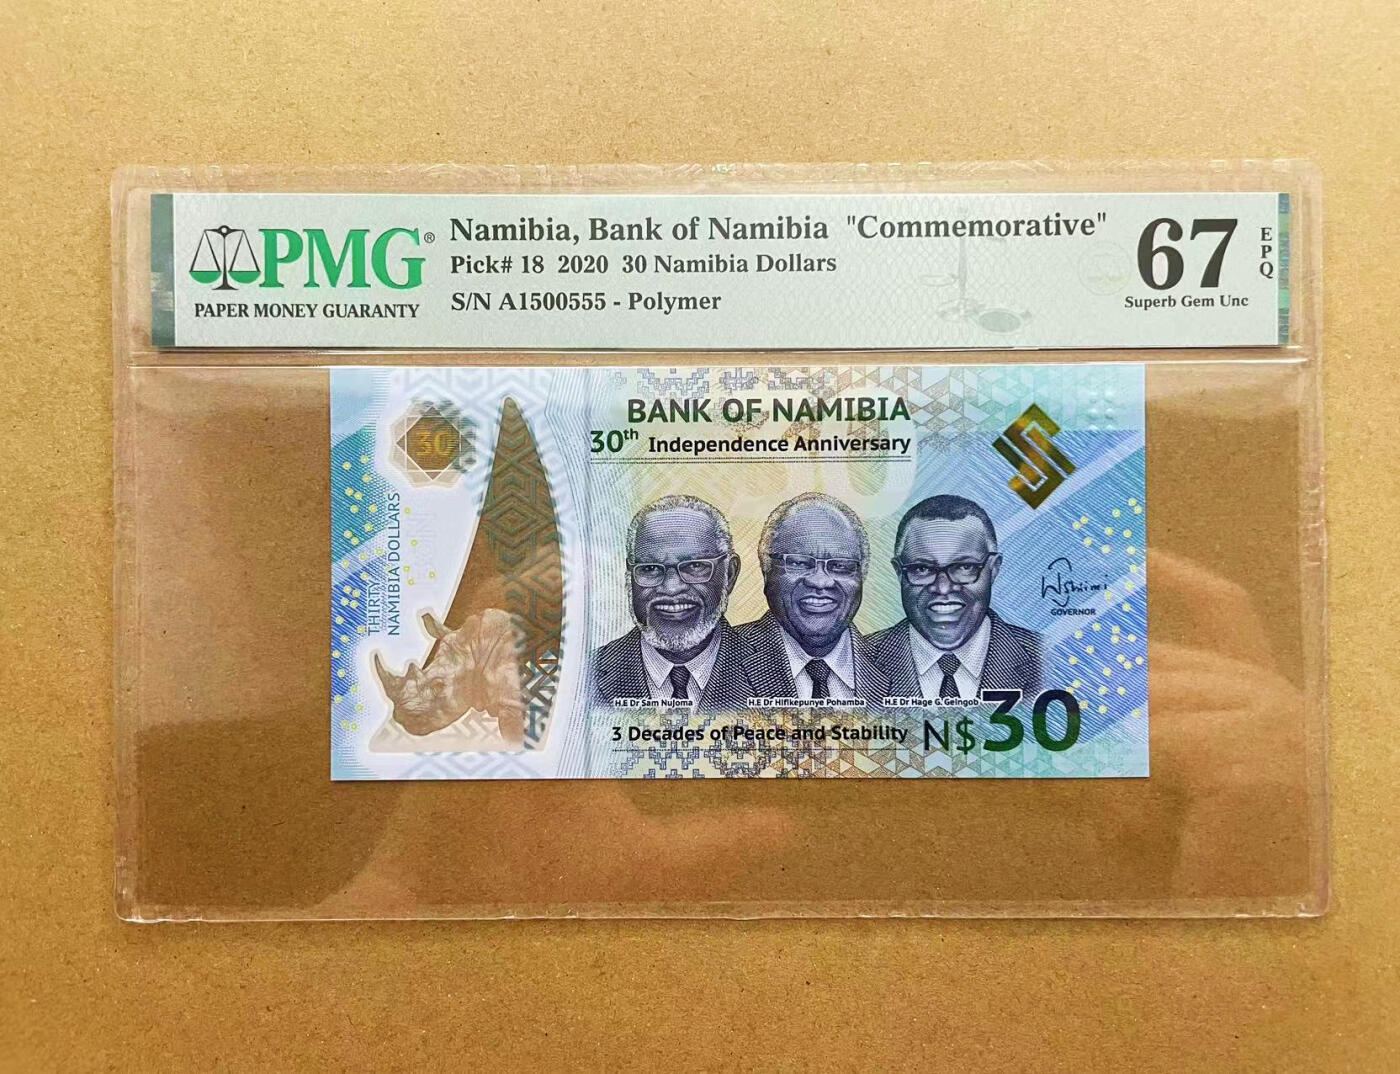 PMG®
PAPER MONEY GUARANTY
Namibia, Bank of Namibia "Commemorative"
Pick# 18 2020 30 Namibia Dollars
S/N A1500555 - Polymer
67
Superb Gem Unc
EPQ
30
THIRTY
NAMIBIA DOLLARS
BANK OF NAMIBIA
30th Independence Anniversary
GOVERNOR
H.E Dr Sam Nujoma
H.E Dr Hifikepunye Pohamba
H.E Dr Hage G. Geingob
3 Decades of Peace and Stability
N$30